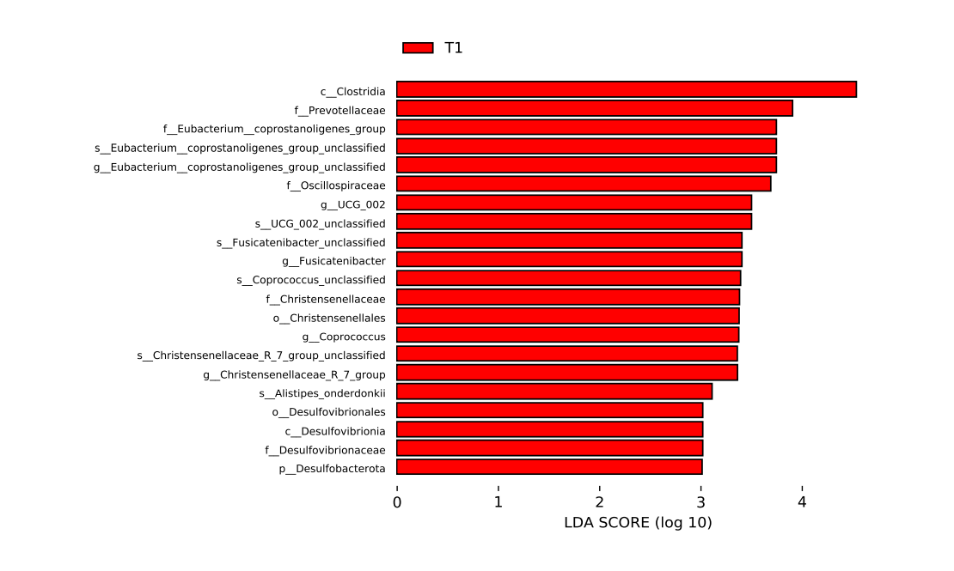 T1
c__Clostridia
f__Prevotellaceae
f__Eubacterium__coprostanoligenes_group
s__Eubacterium__coprostanoligenes_group_unclassified
g__Eubacterium__coprostanoligenes_group_unclassified
f__Oscillospiraceae
g__UCG_002
s__UCG_002_unclassified
s__Fusicatenibacter_unclassified
g__Fusicatenibacter
s__Coprococcus_unclassified
f__Christensenellaceae
o__Christensenellales
g__Coprococcus
s__Christensenellaceae_R_7_group_unclassified
g__Christensenellaceae_R_7_group
s__Alistipes_onderdonkii
o__Desulfovibrionales
c__Desulfovibrionia
f__Desulfovibrionaceae
p__Desulfobacterota
0 1 2 3 4
LDA SCORE (log 10)